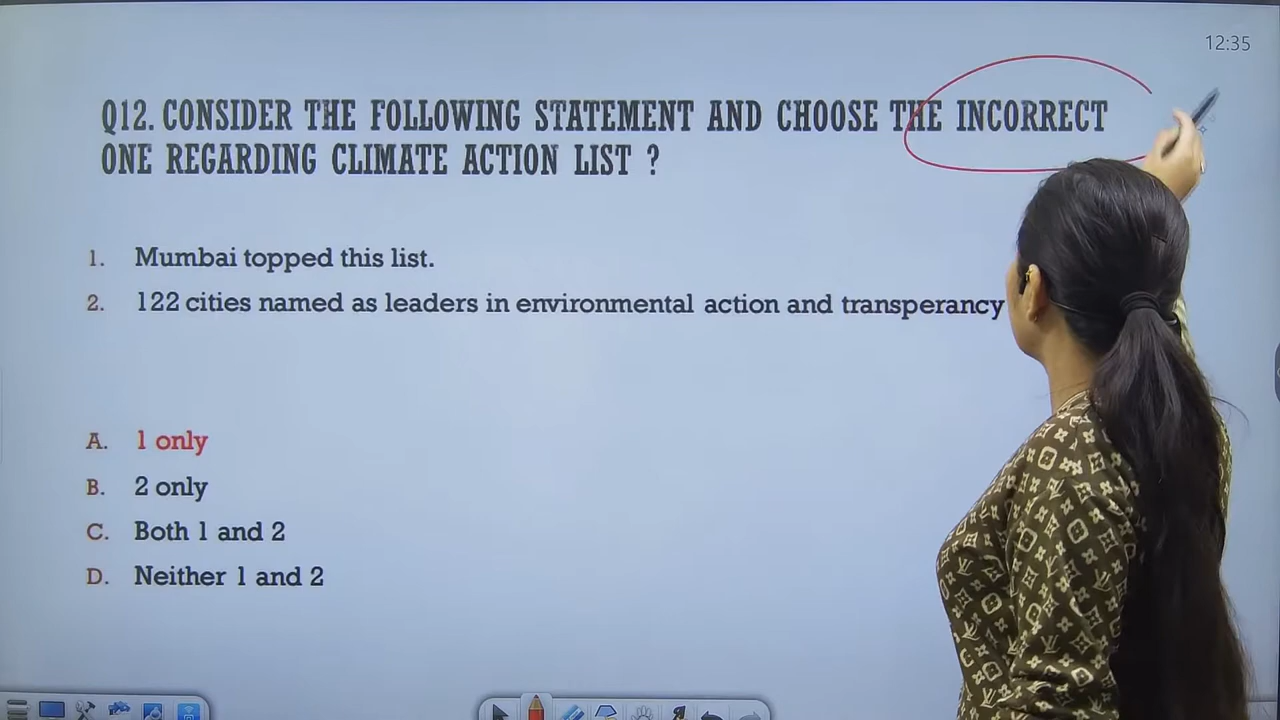 12:35
Q12. CONSIDER THE FOLLOWING STATEMENT AND CHOOSE THE INCORRECT
ONE REGARDING CLIMATE ACTION LIST ?
1. Mumbai topped this list.
2. 122 cities named as leaders in environmental action and transperancy
A. 1 only
B. 2 only
C. Both 1 and 2
D. Neither 1 and 2